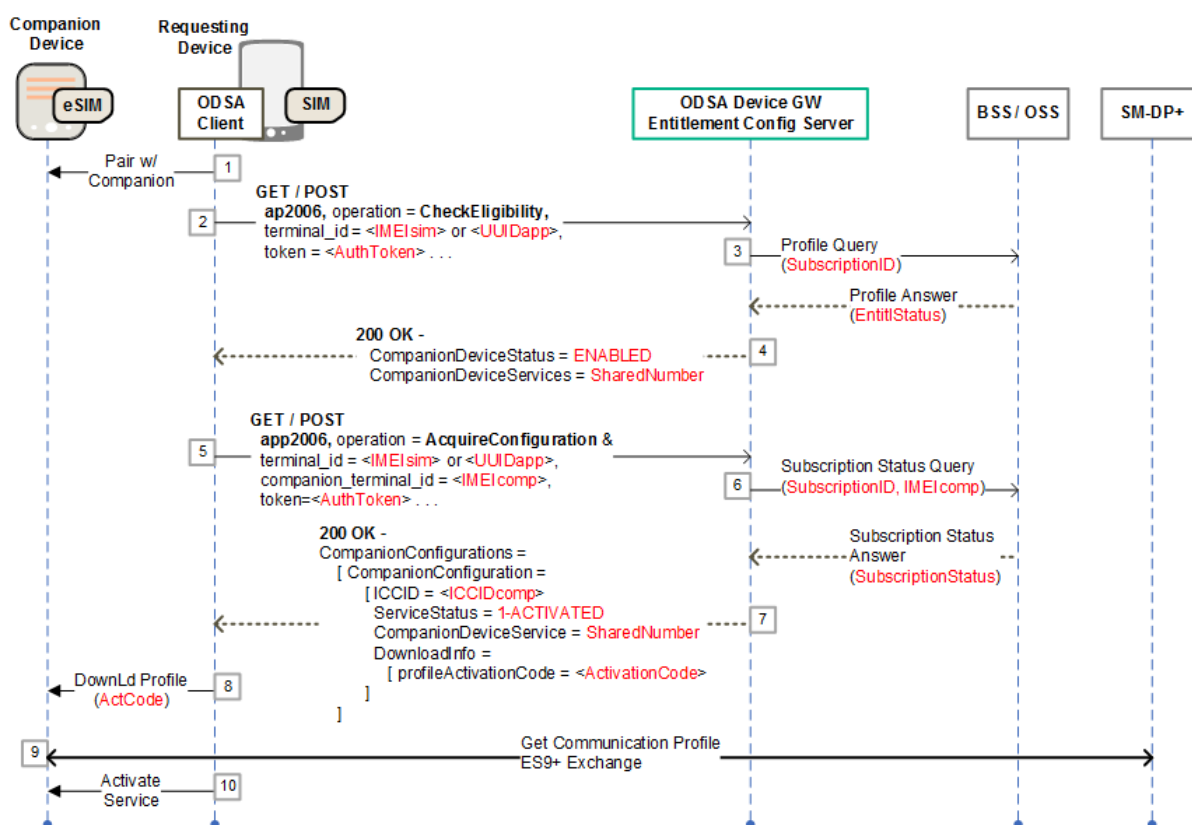 Companion
Device
Requesting
Device
eSIM
ODSA
Client
SIM
ODSA Device GW
Entitlement Config Server
BSS/ OSS
SM-DP+
Pair w/
Companion
1
GET / POST
ap2006, operation = CheckEligibility,
terminal_id = <IMEIsim> or <UUIDapp>,
token = <AuthToken> . . .
2
3
Profile Query
(SubscriptionID)
Profile Answer
(EntitlStatus)
200 OK -
CompanionDeviceStatus = ENABLED
CompanionDeviceServices = SharedNumber
4
GET / POST
app2006, operation = AcquireConfiguration &
terminal_id = <IMEIsim> or <UUIDapp>,
companion_terminal_id = <IMEIcomp>,
token=<AuthToken> . . .
5
6
Subscription Status Query
(SubscriptionID, IMEIcomp)
Subscription Status
Answer
(SubscriptionStatus)
200 OK -
CompanionConfigurations =
[ CompanionConfiguration =
[ ICCID = <ICCIDcomp>
ServiceStatus = 1-ACTIVATED
CompanionDeviceService = SharedNumber
DownloadInfo =
[ profileActivationCode = <ActivationCode>
]
]
7
DownLd Profile
(ActCode)
8
9
Get Communication Profile
ES9+ Exchange
Activate
Service
10